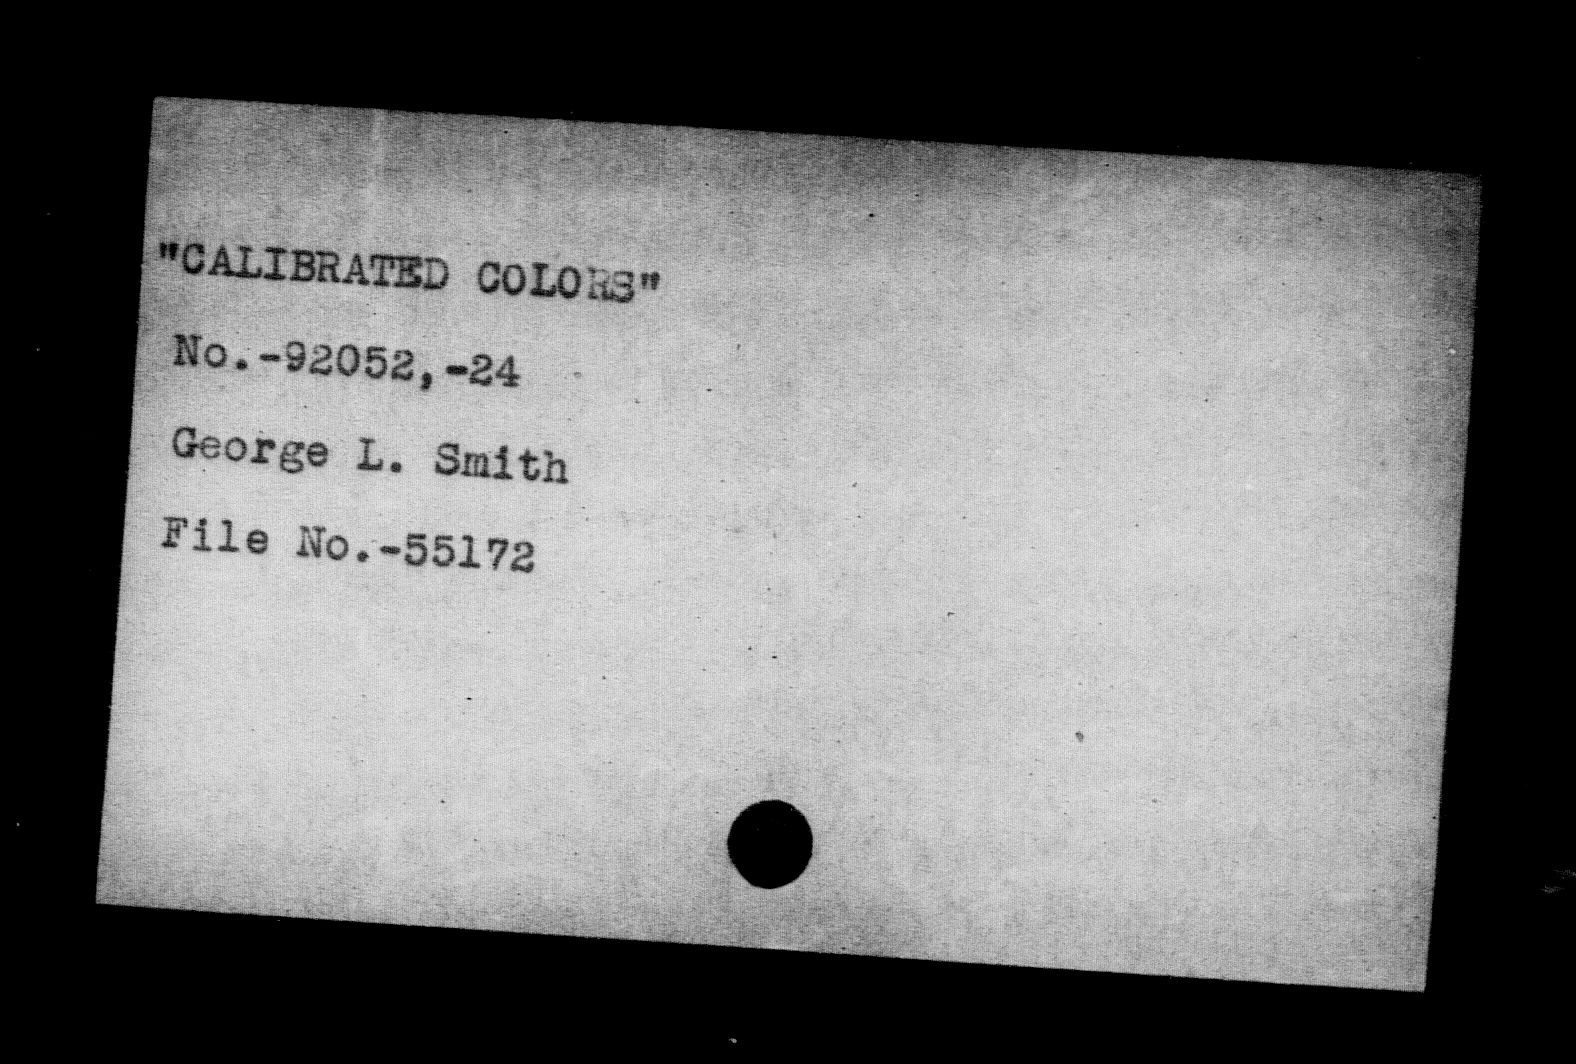 "CALIBRATED COLORS"
No.-92052,-24
George L. Smith
File No.-55172